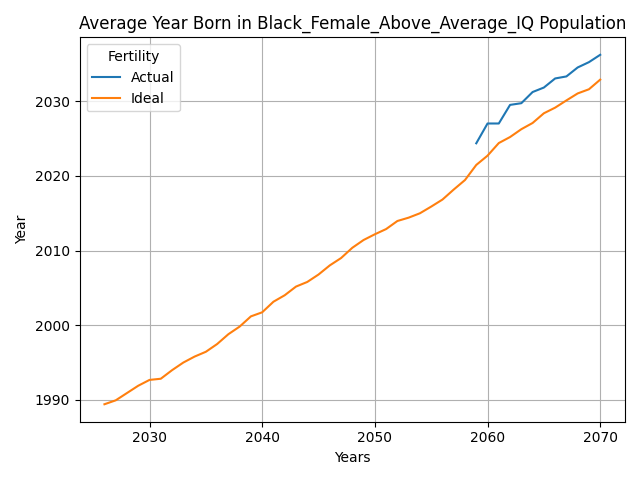 Average Year Born in Black_Female_Above_Average_IQ Population
Fertility
Actual
Ideal
2030
2020
2010
2000
1990
Year
2030 2040 2050 2060 2070
Years